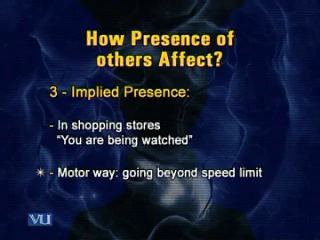 How Presence of
others Affect?
3 - Implied Presence:
- In shopping stores
"You are being watched"
✴ - Motor way: going beyond speed limit
VU